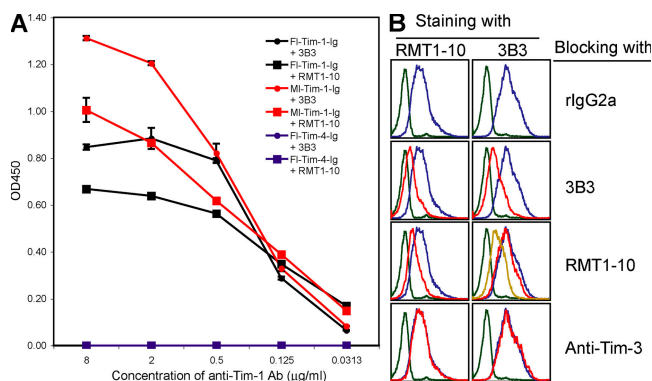 A
1.40
1.20
1.00
0.80
0.60
0.40
0.20
0.00
OD450
8
2
0.5
0.125
0.0313
Concentration of anti-Tim-1 Ab (µg/ml)
Fl-Tim-1-Ig
+ 3B3
Fl-Tim-1-Ig
+ RMT1-10
Ml-Tim-1-Ig
+ 3B3
Ml-Tim-1-Ig
+ RMT1-10
Fl-Tim-4-Ig
+ 3B3
Fl-Tim-4-Ig
+ RMT1-10
B
Staining with
RMT1-10
3B3
Blocking with
rIgG2a
3B3
RMT1-10
Anti-Tim-3